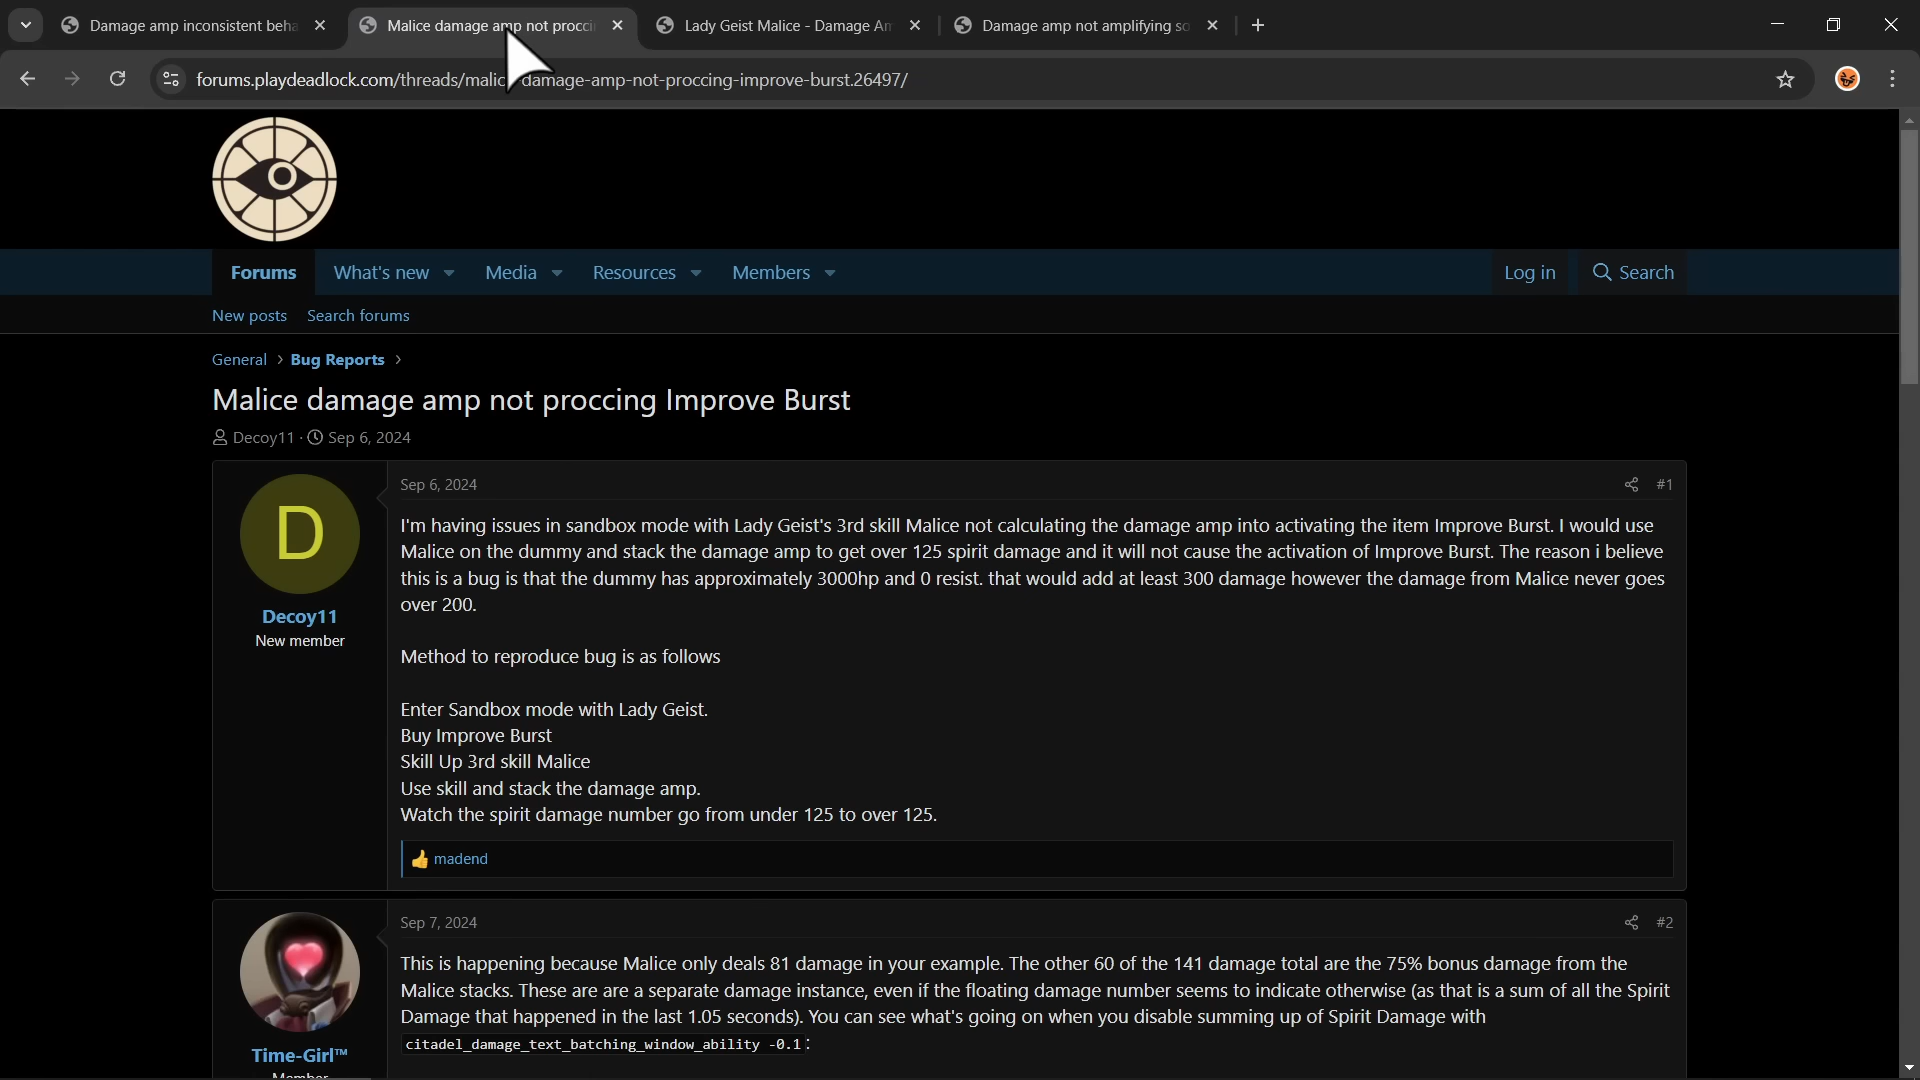 Damage amp inconsistent beha
Malice damage amp not procci
Lady Geist Malice - Damage Am
Damage amp not amplifying so
forums.playdeadlock.com/threads/malic damage-amp-not-proccing-improve-burst.26497/
Forums What's new Media Resources Members Log in Search
New posts Search forums
General > Bug Reports >
Malice damage amp not proccing Improve Burst
Decoy11 · Sep 6, 2024
Sep 6, 2024 #1
D
Decoy11
New member
I'm having issues in sandbox mode with Lady Geist's 3rd skill Malice not calculating the damage amp into activating the item Improve Burst. I would use
Malice on the dummy and stack the damage amp to get over 125 spirit damage and it will not cause the activation of Improve Burst. The reason i believe
this is a bug is that the dummy has approximately 3000hp and 0 resist. that would add at least 300 damage however the damage from Malice never goes
over 200.
Method to reproduce bug is as follows
Enter Sandbox mode with Lady Geist.
Buy Improve Burst
Skill Up 3rd skill Malice
Use skill and stack the damage amp.
Watch the spirit damage number go from under 125 to over 125.
madend
Sep 7, 2024 #2
Time-Girl™
Member
This is happening because Malice only deals 81 damage in your example. The other 60 of the 141 damage total are the 75% bonus damage from the
Malice stacks. These are are a separate damage instance, even if the floating damage number seems to indicate otherwise (as that is a sum of all the Spirit
Damage that happened in the last 1.05 seconds). You can see what's going on when you disable summing up of Spirit Damage with
citadel_damage_text_batching_window_ability -0.1 :